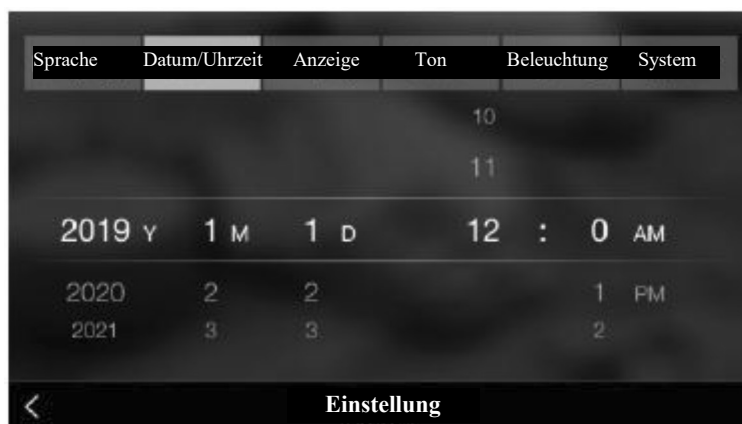 Sprache Datum/Uhrzeit Anzeige Ton Beleuchtung System
10
11
2019 Y 1 M 1 D 12 : 0 AM
2020 2 2 1 PM
2021 3 3 2
Einstellung